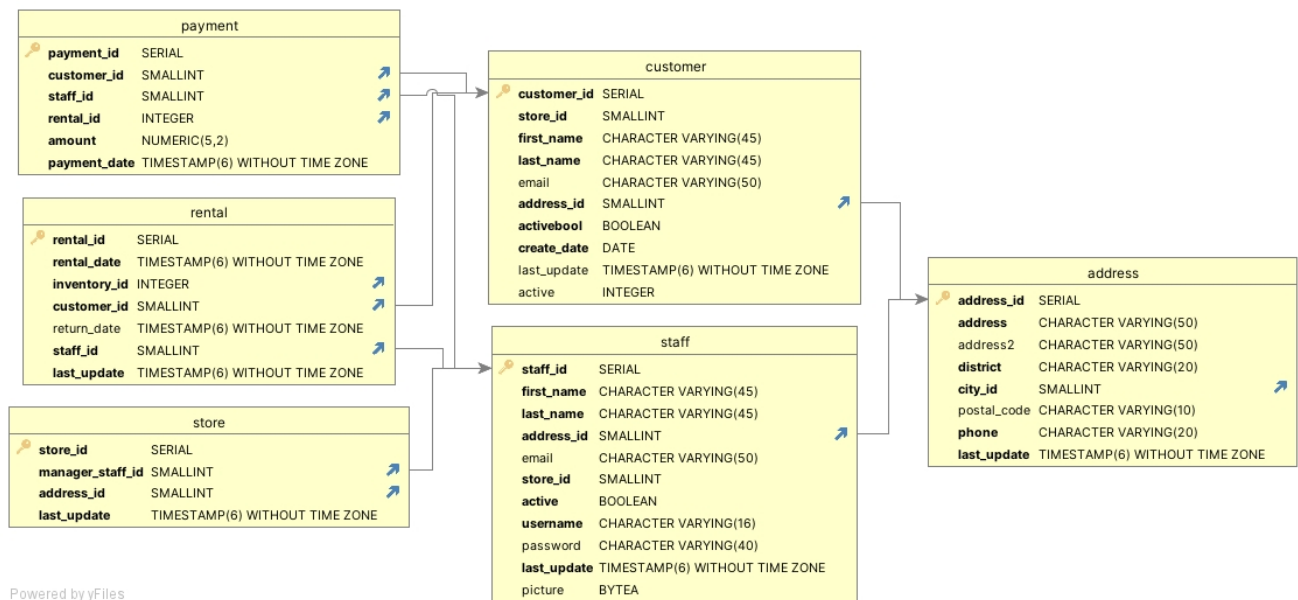 payment
payment_id SERIAL
customer_id SMALLINT
staff_id SMALLINT
rental_id INTEGER
amount NUMERIC(5,2)
payment_date TIMESTAMP(6) WITHOUT TIME ZONE
rental
rental_id SERIAL
rental_date TIMESTAMP(6) WITHOUT TIME ZONE
inventory_id INTEGER
customer_id SMALLINT
return_date TIMESTAMP(6) WITHOUT TIME ZONE
staff_id SMALLINT
last_update TIMESTAMP(6) WITHOUT TIME ZONE
store
store_id SERIAL
manager_staff_id SMALLINT
address_id SMALLINT
last_update TIMESTAMP(6) WITHOUT TIME ZONE
customer
customer_id SERIAL
store_id SMALLINT
first_name CHARACTER VARYING(45)
last_name CHARACTER VARYING(45)
email CHARACTER VARYING(50)
address_id SMALLINT
activebool BOOLEAN
create_date DATE
last_update TIMESTAMP(6) WITHOUT TIME ZONE
active INTEGER
staff
staff_id SERIAL
first_name CHARACTER VARYING(45)
last_name CHARACTER VARYING(45)
address_id SMALLINT
email CHARACTER VARYING(50)
store_id SMALLINT
active BOOLEAN
username CHARACTER VARYING(16)
password CHARACTER VARYING(40)
last_update TIMESTAMP(6) WITHOUT TIME ZONE
picture BYTEA
address
address_id SERIAL
address CHARACTER VARYING(50)
address2 CHARACTER VARYING(50)
district CHARACTER VARYING(20)
city_id SMALLINT
postal_code CHARACTER VARYING(10)
phone CHARACTER VARYING(20)
last_update TIMESTAMP(6) WITHOUT TIME ZONE
Powered by yFiles